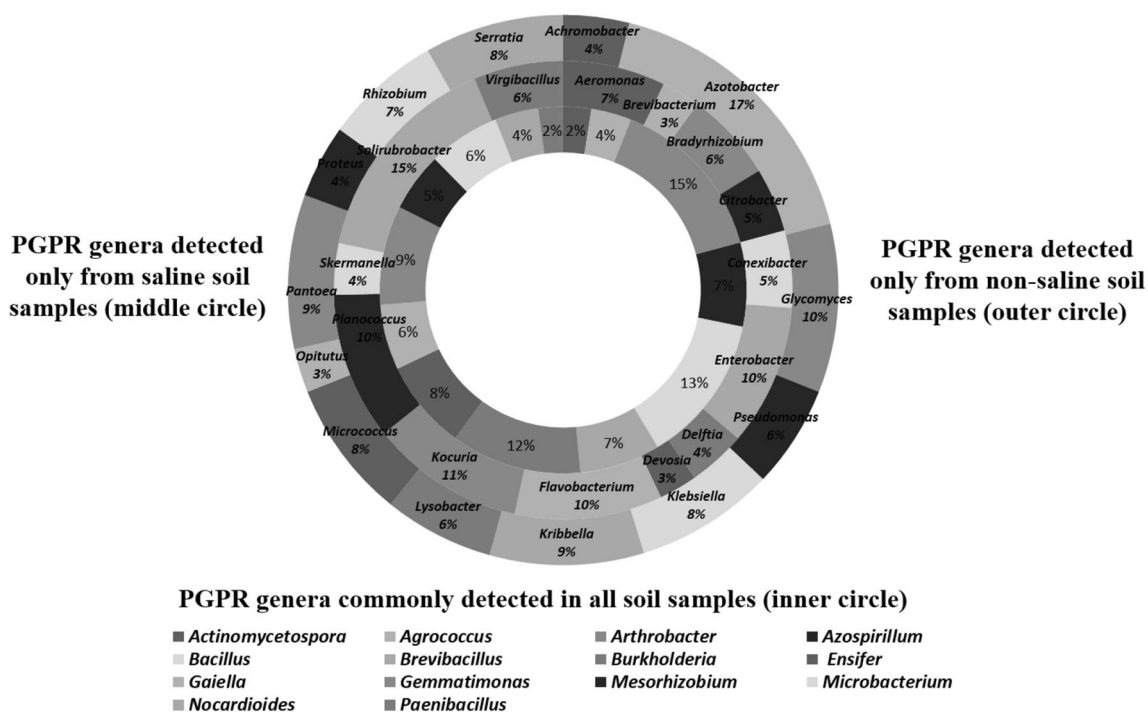 Serratia
8%
Achromobacter
4%
Rhizobium
7%
Virgibacillus
6%
Aeromonas
7%
Azotobacter
17%
Brevibacterium
3%
Bradyrhizobium
6%
4%
2%
2%
4%
Solirubrobacter
15%
6%
15%
Proteus
4%
5%
Citrobacter
5%
PGPR genera detected
only from saline soil
samples (middle circle)
PGPR genera detected
only from non-saline soil
samples (outer circle)
Skermanella
4%
9%
7%
Conexibacter
5%
Pantoea
9%
Glycomyces
10%
Planococcus
10%
6%
Opitutus
3%
Enterobacter
10%
13%
8%
Pseudomonas
6%
Micrococcus
8%
12%
7%
Delftia
4%
Kocuria
11%
Devosia
3%
Flavobacterium
10%
Klebsiella
8%
Lysobacter
6%
Kribbella
9%
PGPR genera commonly detected in all soil samples (inner circle)
Actinomycetospora Agrococcus Arthrobacter Azospirillum
Bacillus Brevibacillus Burkholderia Ensifer
Gaiella Gemmatimonas Mesorhizobium Microbacterium
Nocardioides Paenibacillus